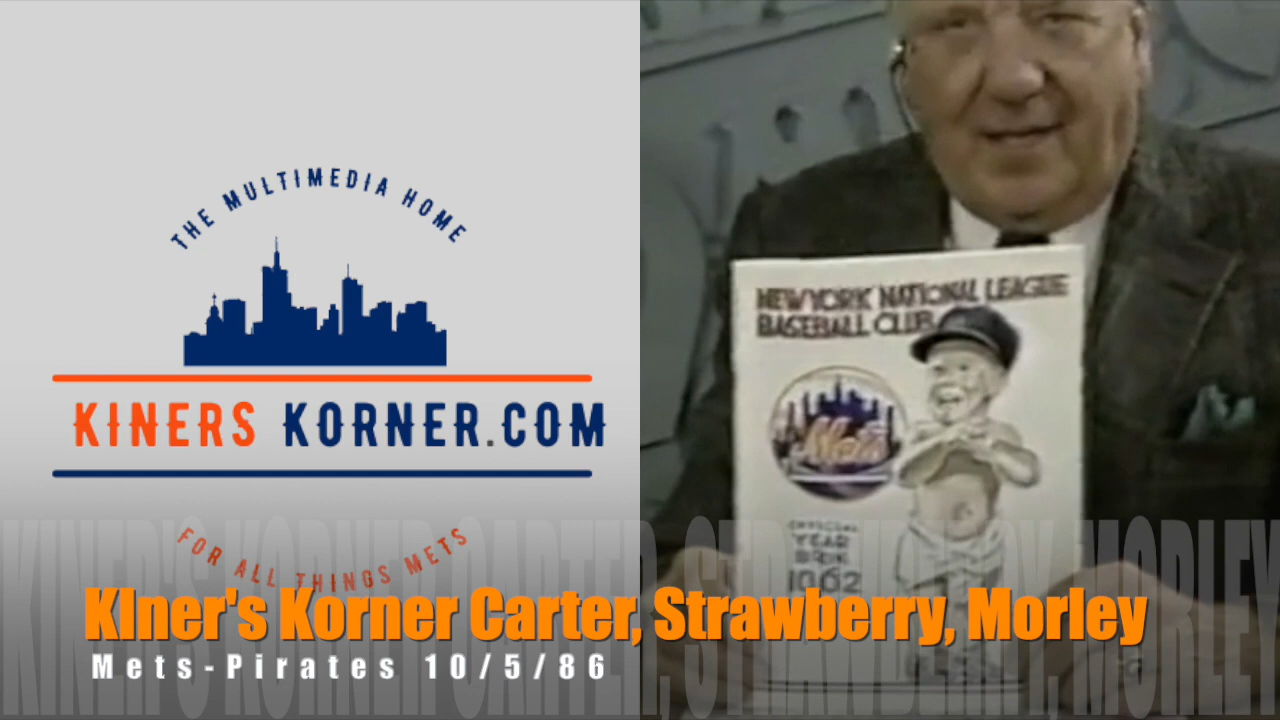 THE MULTIMEDIA HOME
KINERS KORNER.COM
FOR ALL THINGS METS
NEW YORK NATIONAL LEAGUE
BASEBALL CLUB
Mets
OFFICIAL
YEAR
BOOK
1962
KINER'S KORNER CARTER, STRAWBERRY, MORLEY
KIner's Korner Carter, Strawberry, Morley
Mets-Pirates 10/5/86